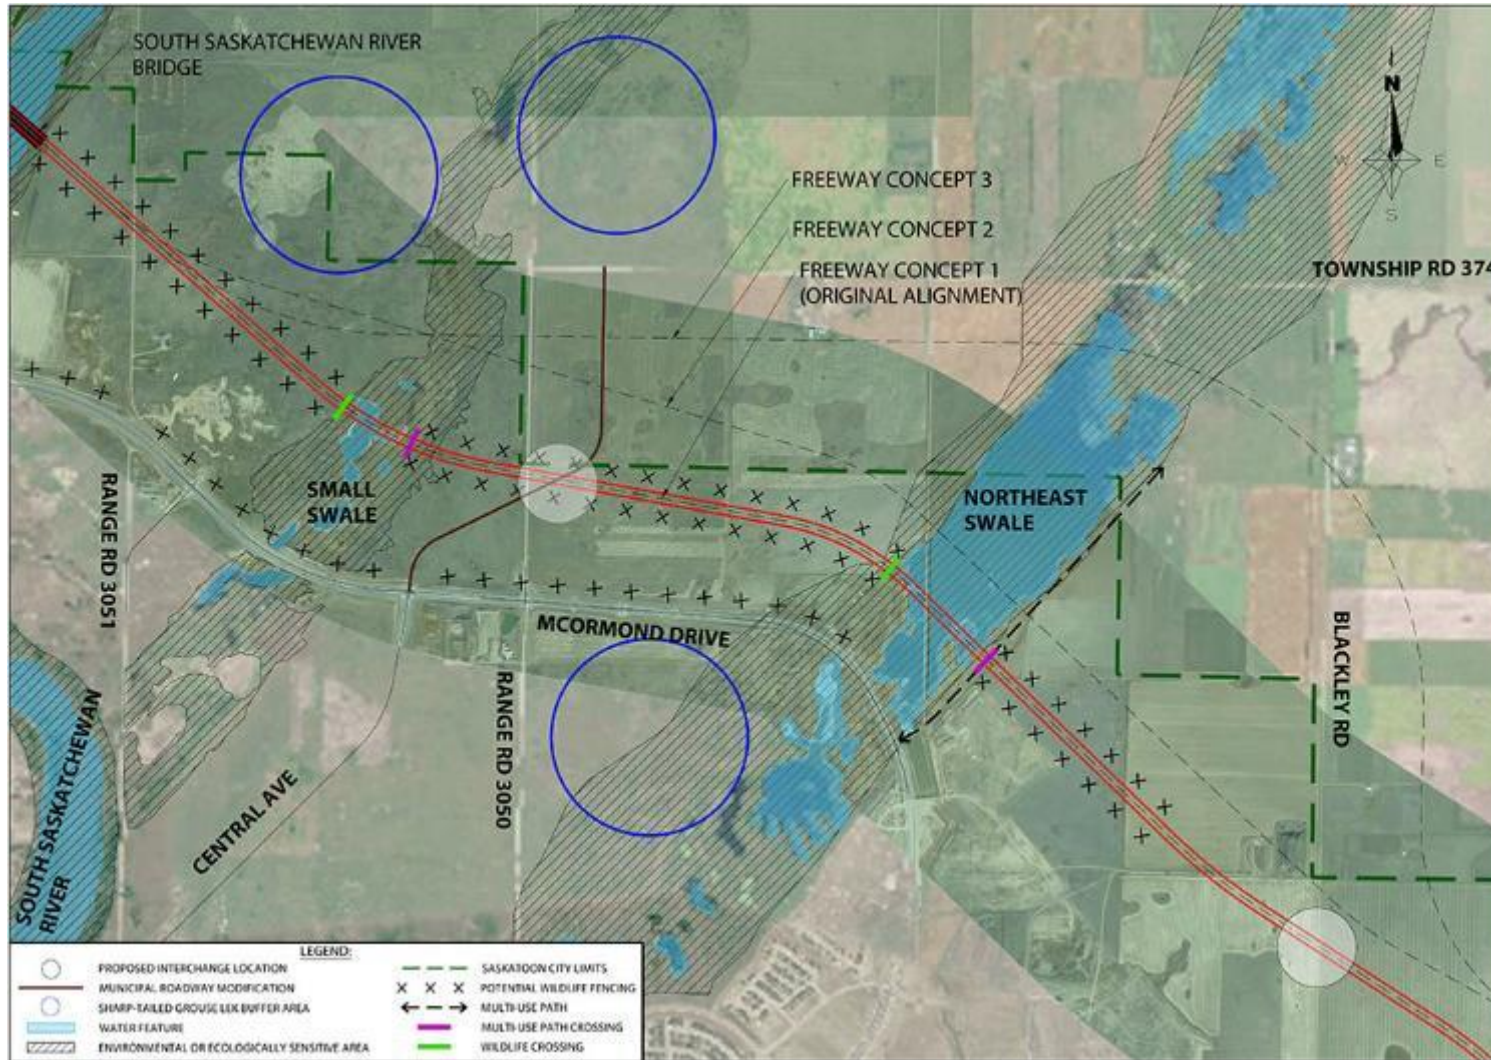 SOUTH SASKATCHEWAN RIVER
BRIDGE
N
W
E
S
FREEWAY CONCEPT 3
FREEWAY CONCEPT 2
FREEWAY CONCEPT 1
(ORIGINAL ALIGNMENT)
TOWNSHIP RD 374
SMALL
SWALE
NORTHEAST
SWALE
RANGE RD 3051
MCORMOND DRIVE
BLACKLEY RD
RANGE RD 3050
CENTRAL AVE
SOUTH SASKATCHEWAN
RIVER
LEGEND:
PROPOSED INTERCHANGE LOCATION
MUNICIPAL ROADWAY MODIFICATION
SHARP-TAILED GROUSE LEK BUFFER AREA
WATER FEATURE
ENVIRONMENTAL OR ECOLOGICALLY SENSITIVE AREA
SASKATOON CITY LIMITS
POTENTIAL WILDLIFE FENCING
MULTI-USE PATH
MULTI-USE PATH CROSSING
WILDLIFE CROSSING